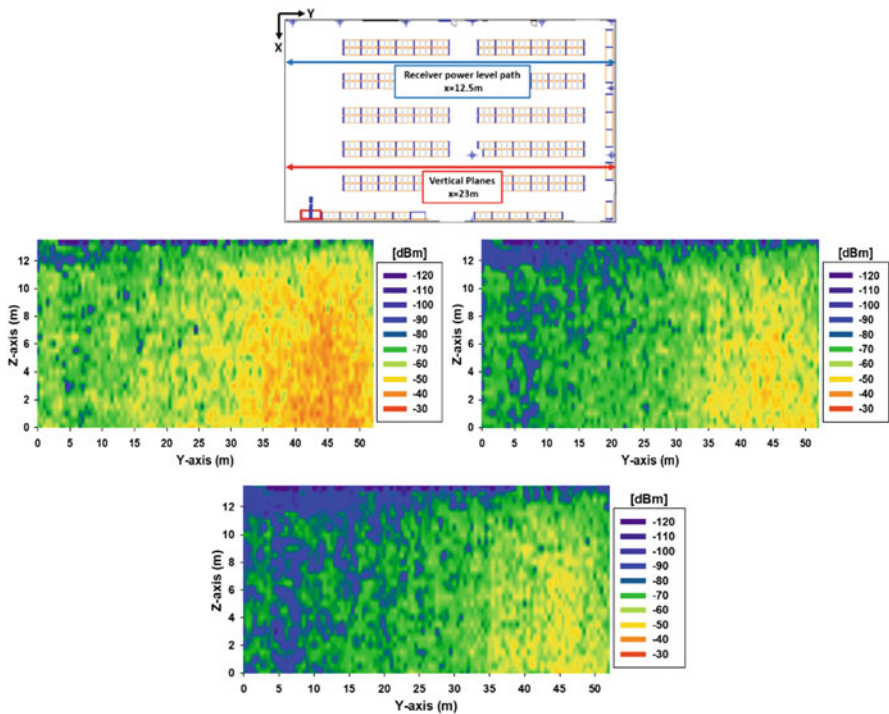 Y
X
Receiver power level path
x=12.5m
Vertical Planes
x=23m
[dBm]
-120
-110
-100
-90
-80
-70
-60
-50
-40
-30
Z-axis (m)
12
10
8
6
4
2
0
0 5 10 15 20 25 30 35 40 45 50
Y-axis (m)
[dBm]
-120
-110
-100
-90
-80
-70
-60
-50
-40
-30
Z-axis (m)
12
10
8
6
4
2
0
0 5 10 15 20 25 30 35 40 45 50
Y-axis (m)
[dBm]
-120
-110
-100
-90
-80
-70
-60
-50
-40
-30
Z-axis (m)
12
10
8
6
4
2
0
0 5 10 15 20 25 30 35 40 45 50
Y-axis (m)